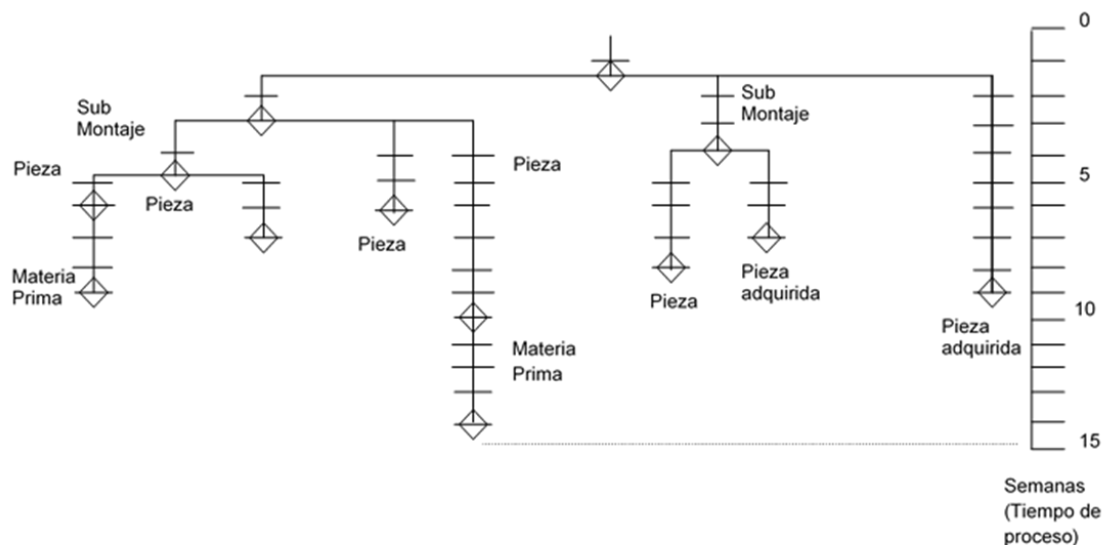 0
Sub
Montaje
Sub
Montaje
Pieza
Pieza
5
Pieza
Pieza
Materia
Prima
Pieza
Pieza
adquirida
10
Pieza
adquirida
Materia
Prima
15
Semanas
(Tiempo de
proceso)